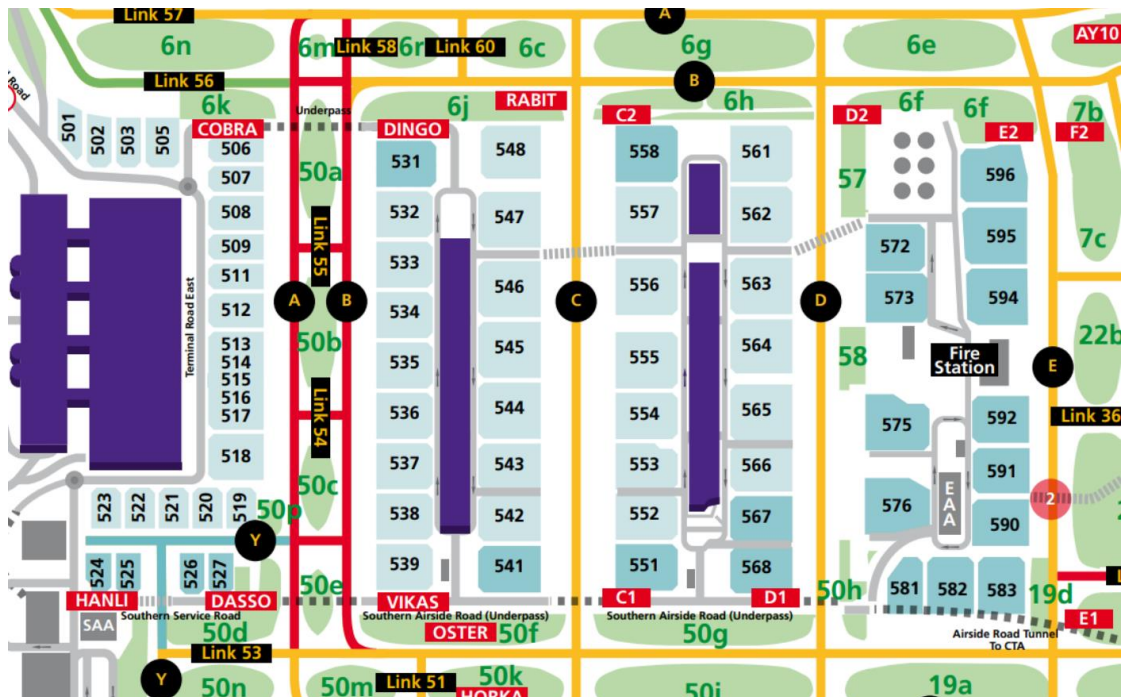 Link 57
A
6n
6m
Link 58
6r
Link 60
6c
6g
6e
AY10
Link 56
B
6k
Underpass
6j
RABIT
6h
6f
6f
7b
Road
COBRA
DINGO
C2
D2
E2
F2
501
502
503
505
506
507
508
509
511
512
513
514
515
516
517
518
Terminal Road East
50a
Link 55
A
B
50b
Link 54
50c
531
532
533
534
535
536
537
538
539
548
547
546
545
544
543
542
541
C
558
557
556
555
554
553
552
551
561
562
563
564
565
566
567
568
D
57
58
572
573
575
576
596
595
594
Fire
Station
592
591
590
EAA
E
7c
22b
Link 36
2
523
522
521
520
519
50p
Y
524
525
526
527
50e
50h
581
582
583
19d
HANLI
DASSO
VIKAS
C1
D1
E1
SAA
Southern Service Road
Southern Airside Road (Underpass)
Southern Airside Road (Underpass)
50d
OSTER
50f
50g
Airside Road Tunnel
To CTA
Link 53
Y
50n
50m
Link 51
50k
HORKA
50j
19a